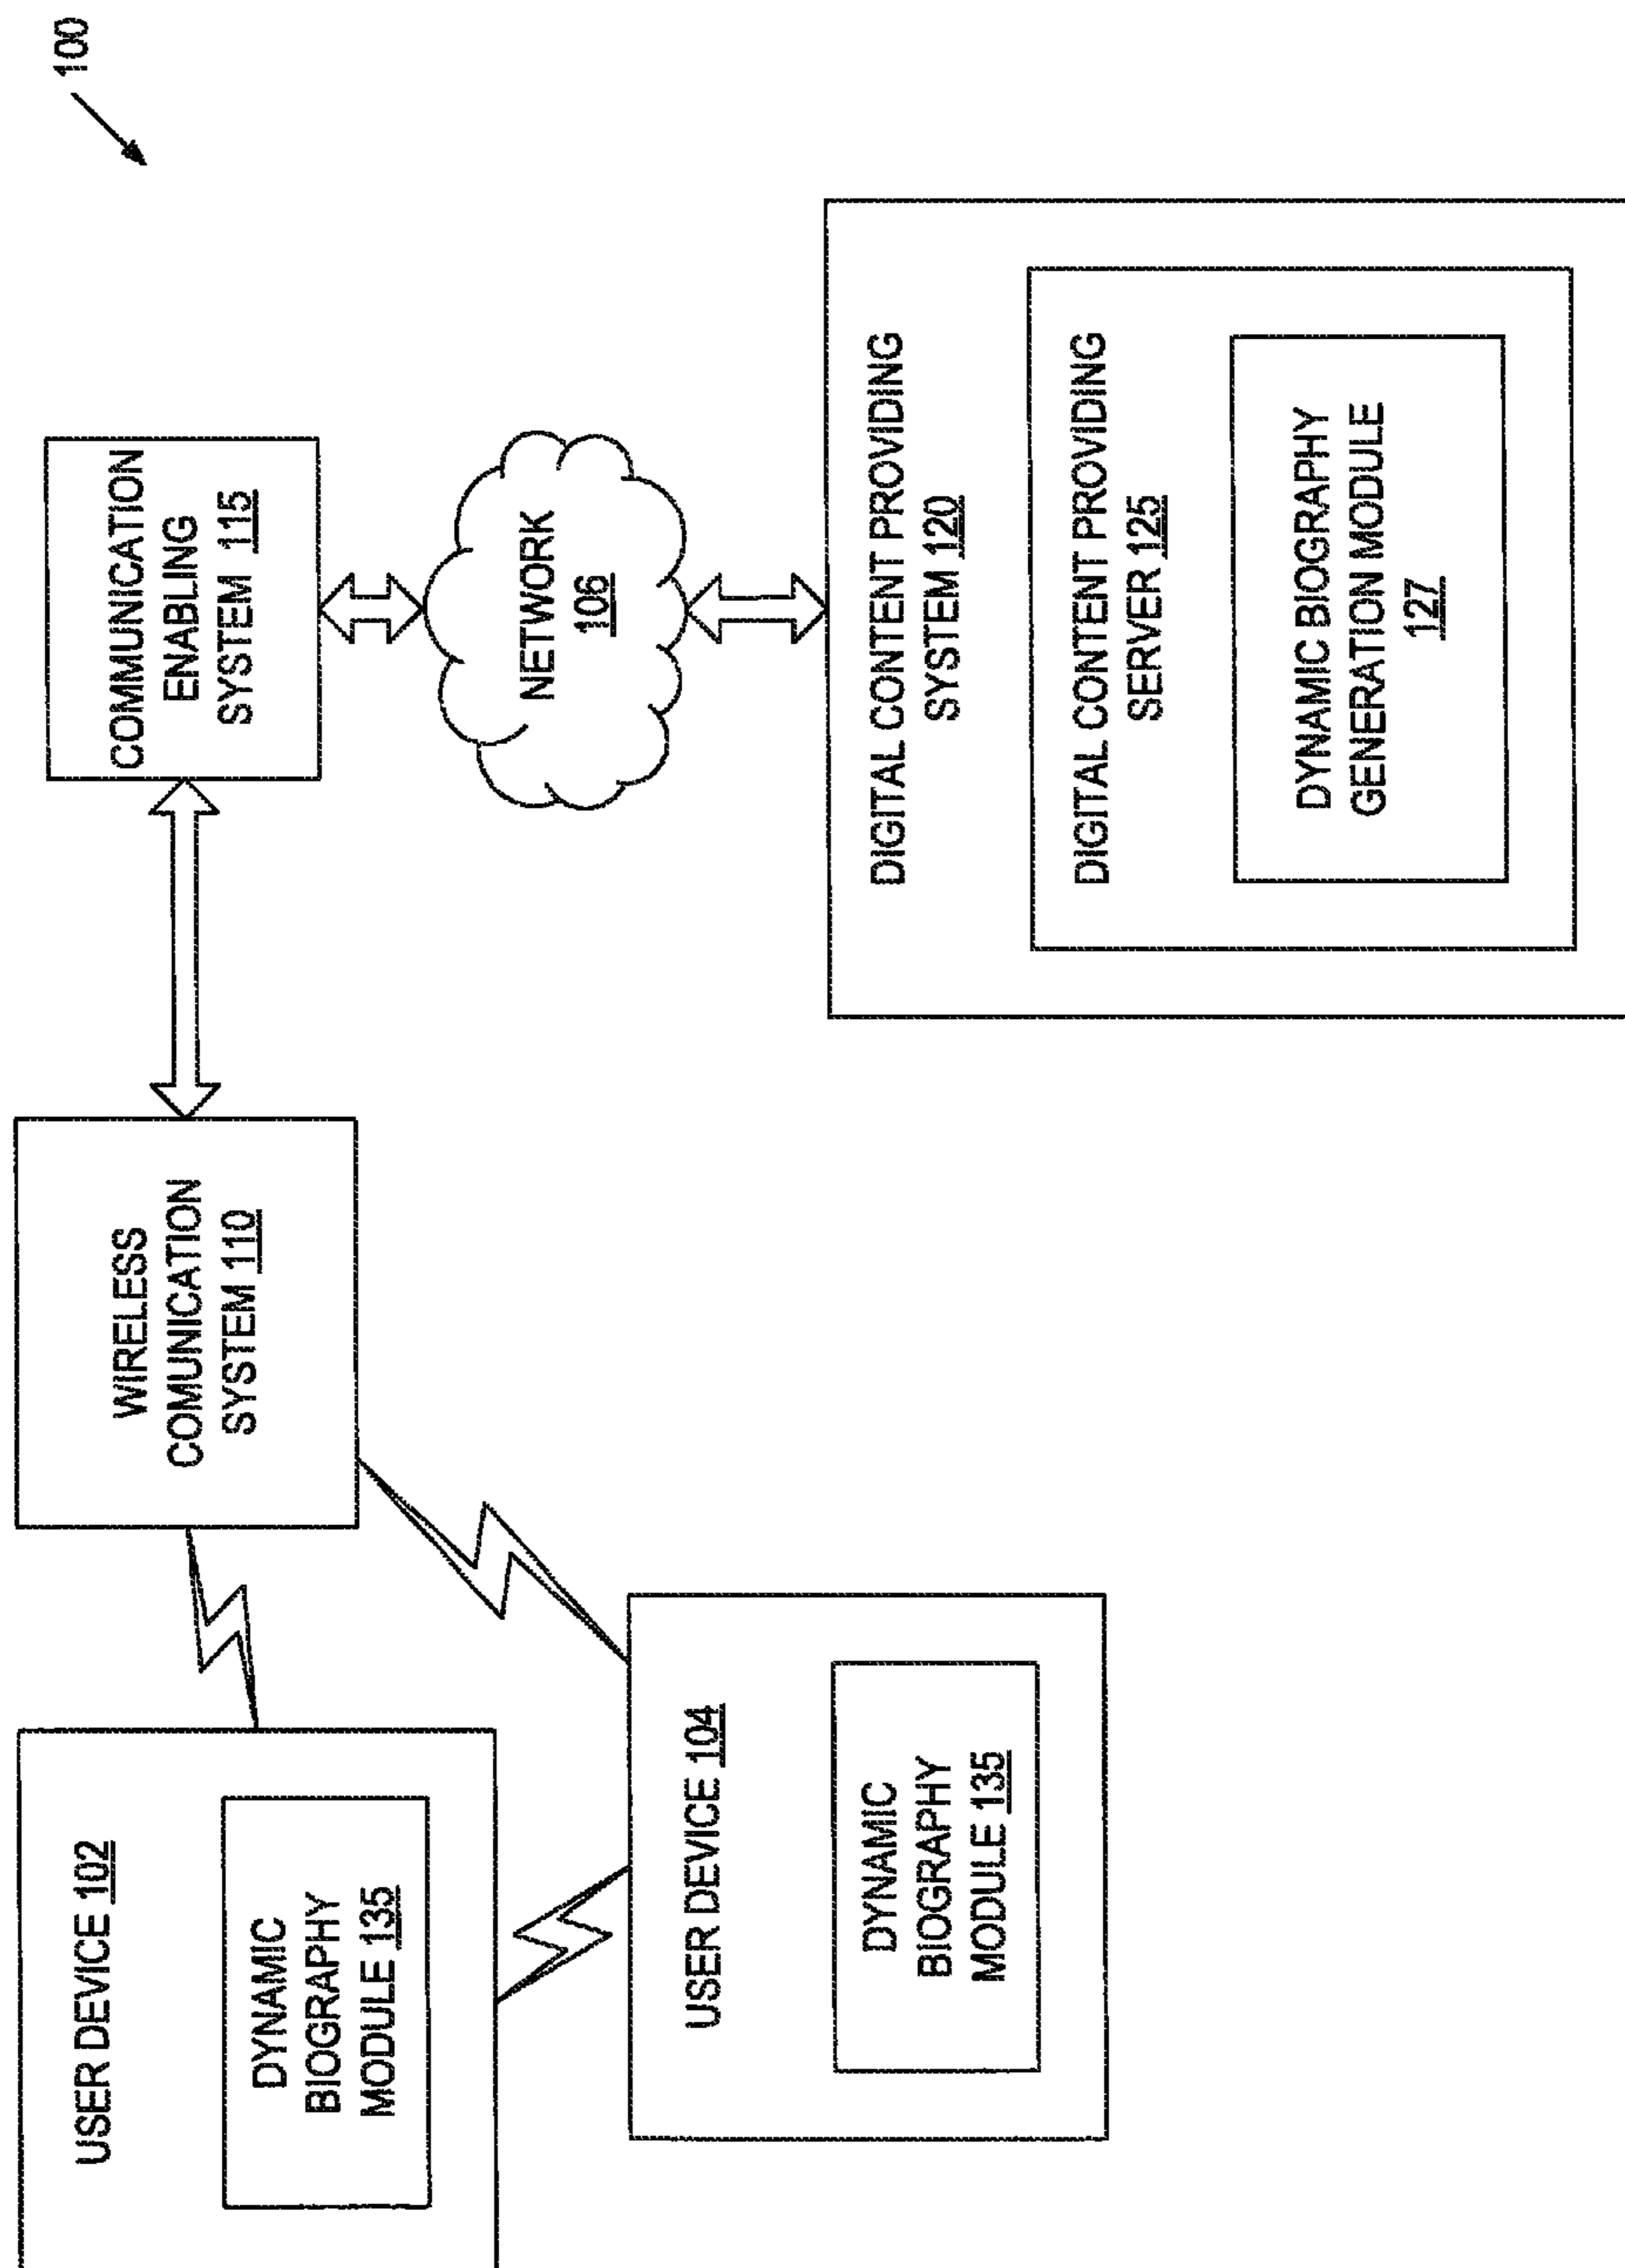 100
USER DEVICE 102
DYNAMIC
BIOGRAPHY
MODULE 135
WIRELESS
COMUNICATION
SYSTEM 110
COMMUNICATION
ENABLING
SYSTEM 115
USER DEVICE 104
DYNAMIC
BIOGRAPHY
MODULE 135
NETWORK
106
DIGITAL CONTENT PROVIDING
SYSTEM 120
DIGITAL CONTENT PROVIDING
SERVER 125
DYNAMIC BIOGRAPHY
GENERATION MODULE
127